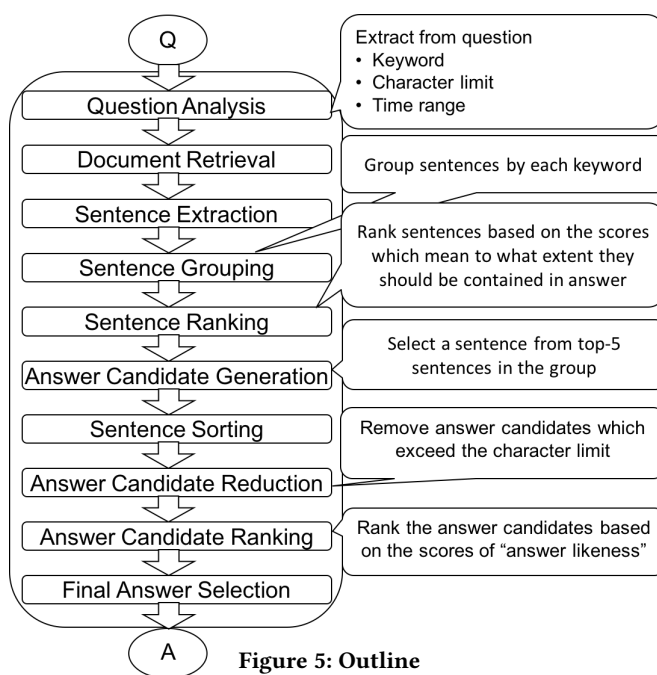 Q
Question Analysis
Document Retrieval
Sentence Extraction
Sentence Grouping
Sentence Ranking
Answer Candidate Generation
Sentence Sorting
Answer Candidate Reduction
Answer Candidate Ranking
Final Answer Selection
A
Extract from question
• Keyword
• Character limit
• Time range
Group sentences by each keyword
Rank sentences based on the scores
which mean to what extent they
should be contained in answer
Select a sentence from top-5
sentences in the group
Remove answer candidates which
exceed the character limit
Rank the answer candidates based
on the scores of “answer likeness”
Figure 5: Outline